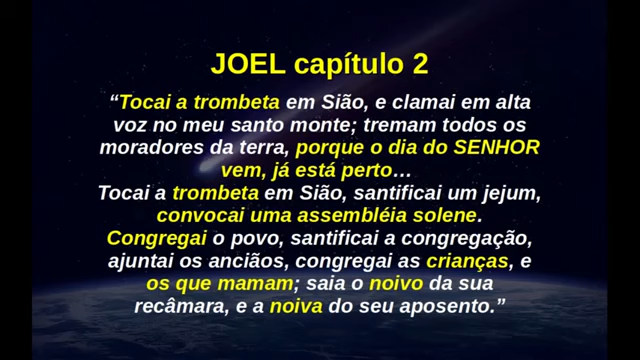 JOEL capítulo 2
“Tocai a trombeta em Sião, e clamai em alta
voz no meu santo monte; tremam todos os
moradores da terra, porque o dia do SENHOR
vem, já está perto…
Tocai a trombeta em Sião, santificai um jejum,
convocai uma assembléia solene.
Congregai o povo, santificai a congregação,
ajuntai os anciãos, congregai as crianças, e
os que mamam; saia o noivo da sua
recâmara, e a noiva do seu aposento.”